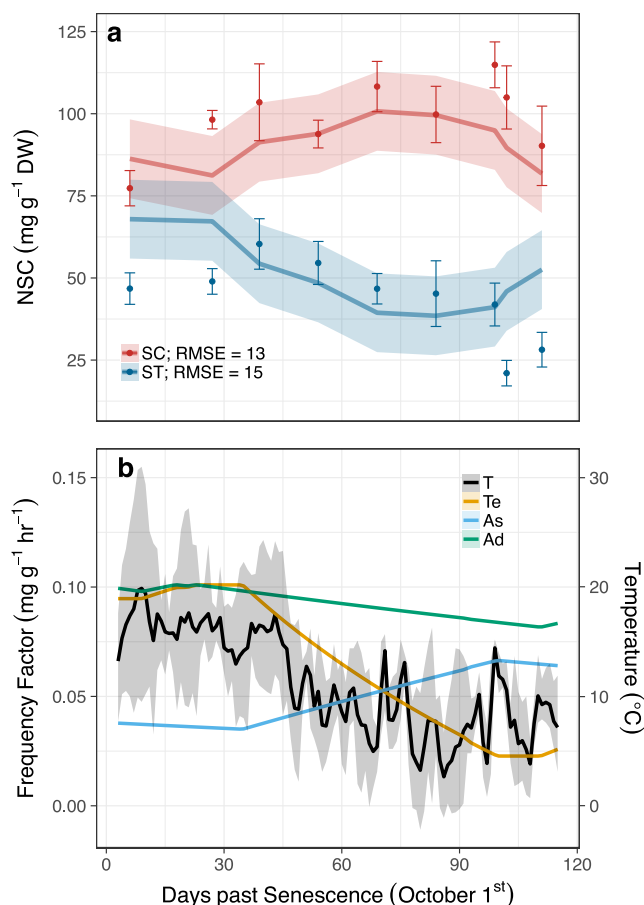 a
125
100
75
50
25
NSC (mg g⁻¹ DW)
SC; RMSE = 13
ST; RMSE = 15
b
0.15
0.10
0.05
0.00
Frequency Factor (mg g⁻¹ hr⁻¹)
T
Te
As
Ad
30
20
10
0
Temperature (°C)
0
30
60
90
120
Days past Senescence (October 1ˢᵗ)